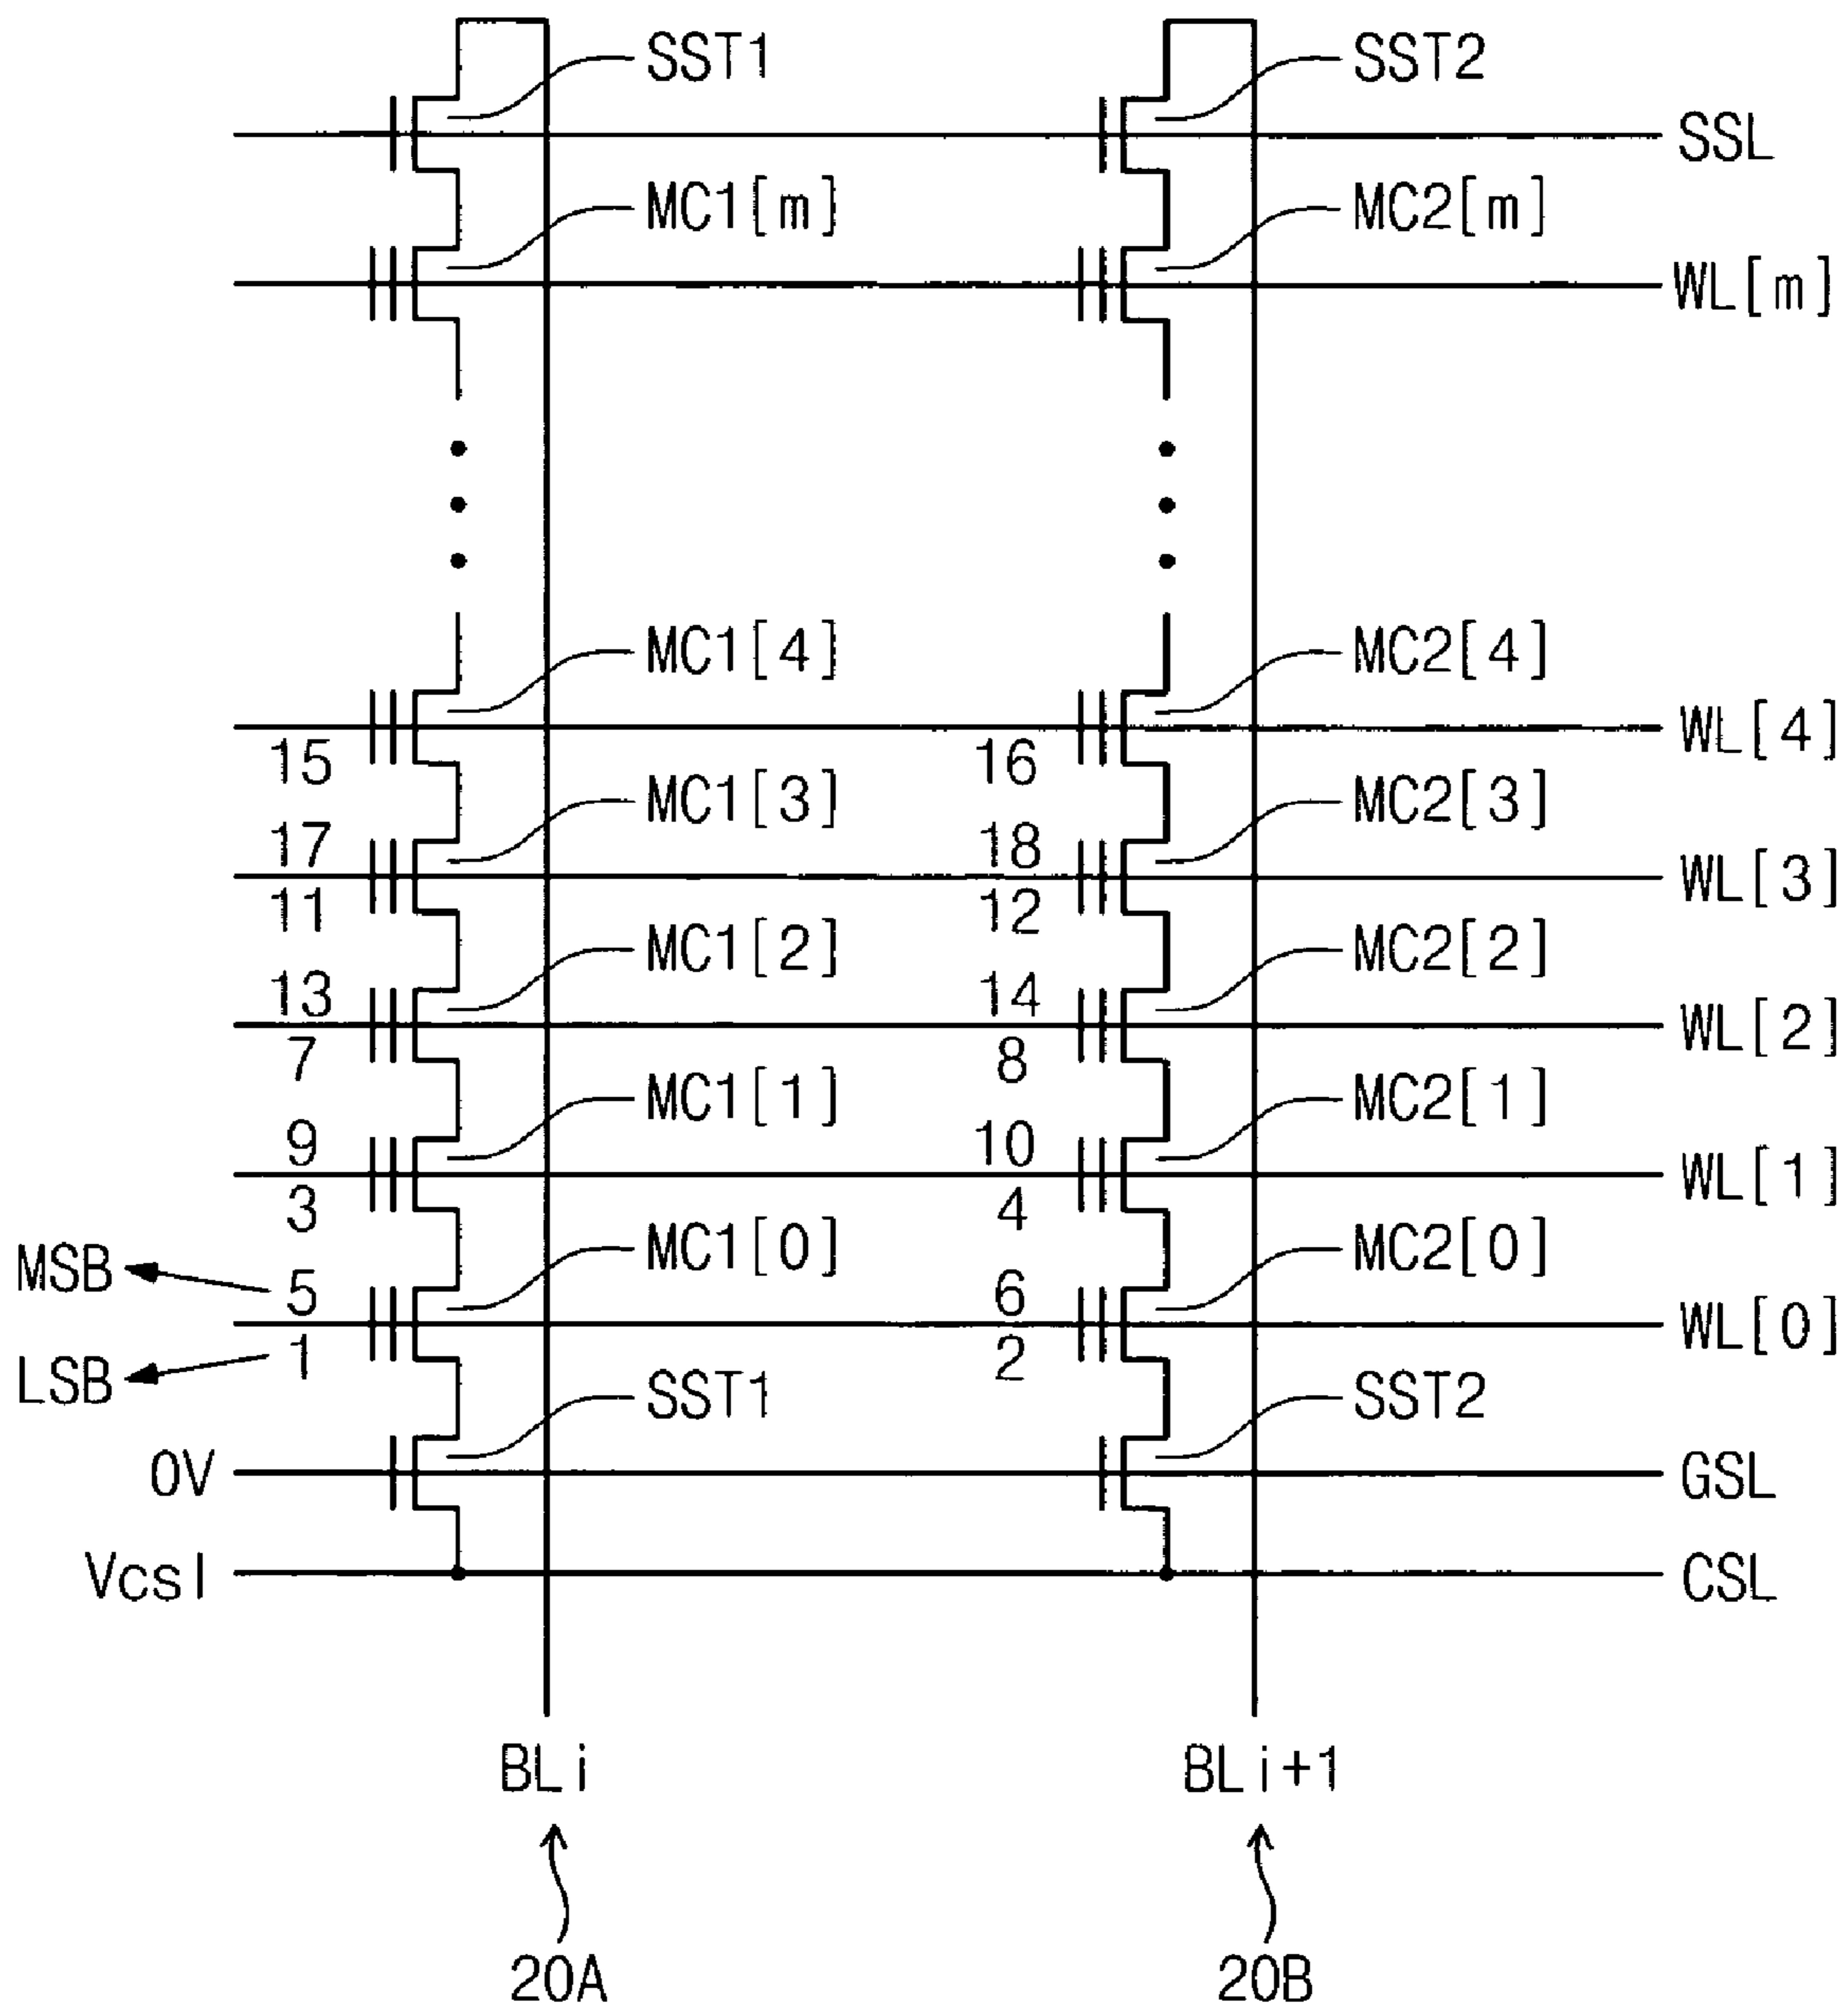 SST1 SST2
SSL
MC1[m] MC2[m]
WL[m]
MC1[4] MC2[4]
WL[4]
15 16
MC1[3] MC2[3]
17 18
WL[3]
11 12
MC1[2] MC2[2]
13 14
WL[2]
7 8
MC1[1] MC2[1]
9 10
WL[1]
3 4
MC1[0] MC2[0]
MSB 5 6
WL[0]
LSB 1 2
SST1 SST2
0V GSL
Vcsl CSL
BLi BLi+1
20A 20B